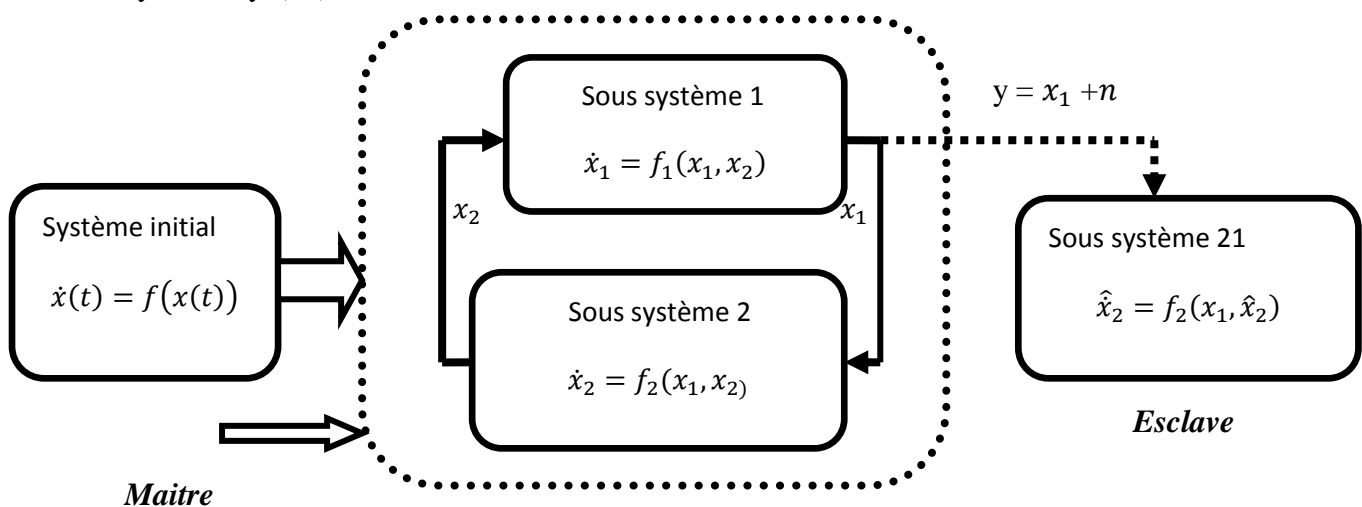 Sous système 1
ẋ₁ = f₁(x₁, x₂)
y = x₁ +n
x₂
x₁
Système initial
ẋ(t) = f(x(t))
Sous système 2
ẋ₂ = f₂(x₁, x₂₎
Sous système 21
ẋ̂₂ = f₂(x₁, x̂₂)
Esclave
Maitre